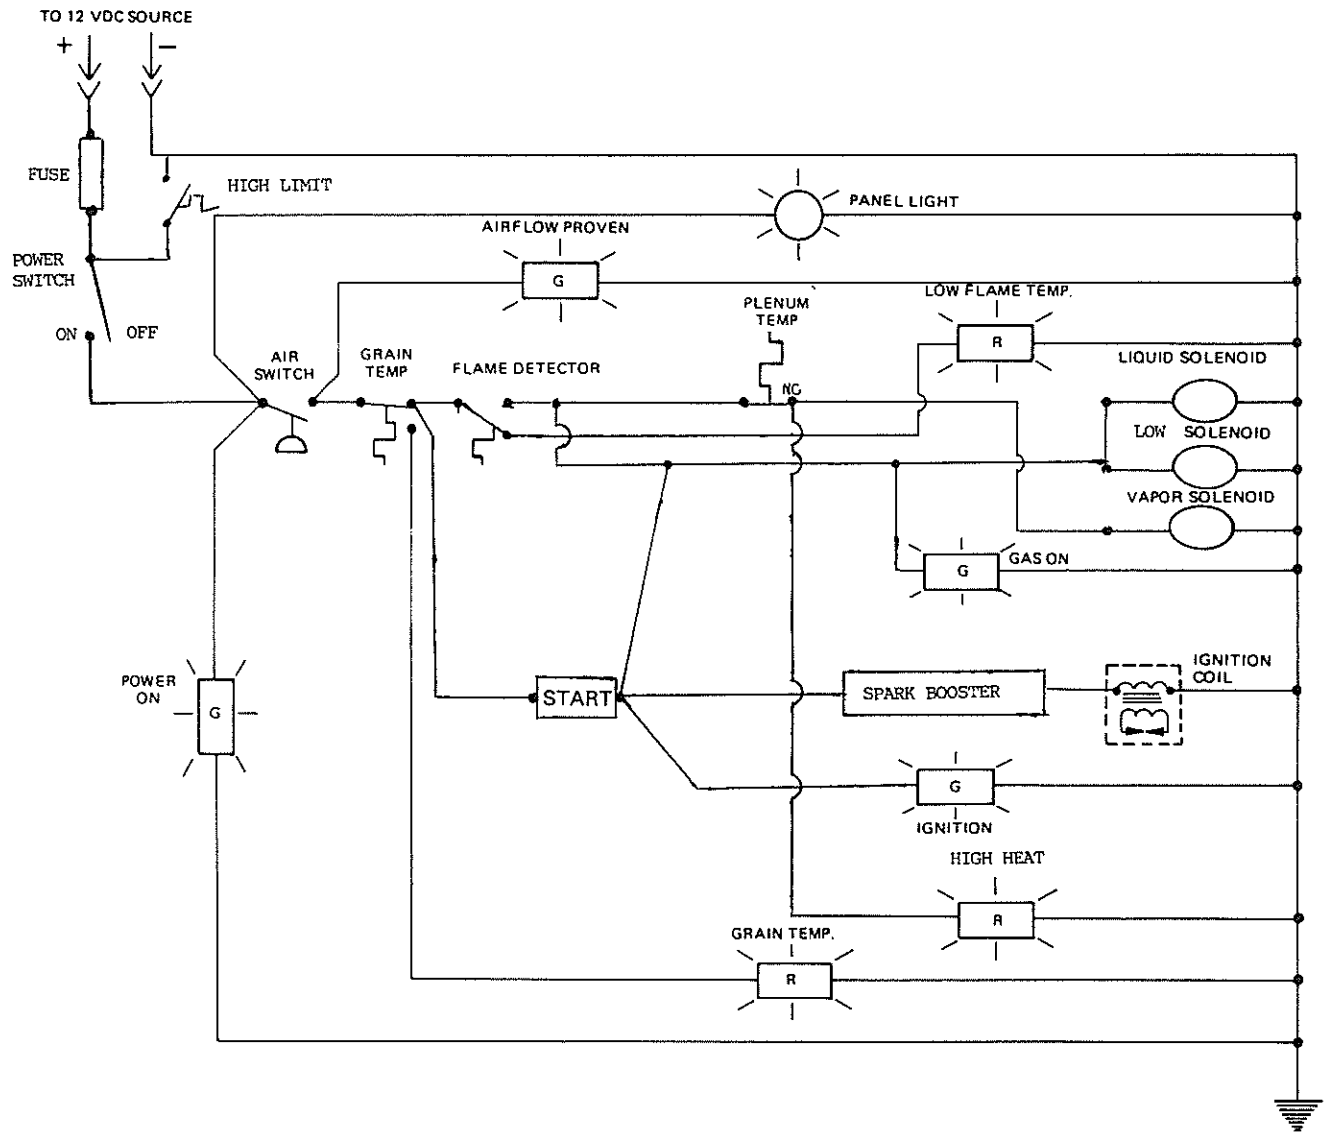 TO 12 VDC SOURCE
+ −
FUSE
HIGH LIMIT
PANEL LIGHT
AIRFLOW PROVEN
G
POWER
SWITCH
ON OFF
LOW FLAME TEMP.
R
PLENUM
TEMP
NC
AIR
SWITCH
GRAIN
TEMP
FLAME DETECTOR
LIQUID SOLENOID
LOW SOLENOID
VAPOR SOLENOID
GAS ON
G
POWER
ON
G
START
SPARK BOOSTER
IGNITION
COIL
G
IGNITION
HIGH HEAT
R
GRAIN TEMP.
R